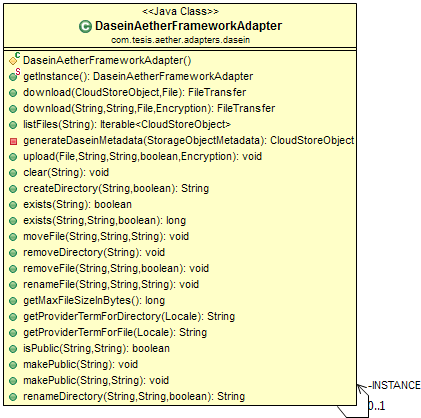 <<Java Class>>
DaseinAetherFrameworkAdapter
com.tesis.aether.adapters.dasein
DaseinAetherFrameworkAdapter()
getInstance(): DaseinAetherFrameworkAdapter
download(CloudStoreObject,File): FileTransfer
download(String,String,File,Encryption): FileTransfer
listFiles(String): Iterable<CloudStoreObject>
generateDaseinMetadata(StorageObjectMetadata): CloudStoreObject
upload(File,String,String,boolean,Encryption): void
clear(String): void
createDirectory(String,boolean): String
exists(String): boolean
exists(String,String,boolean): long
moveFile(String,String,String): void
removeDirectory(String): void
removeFile(String,String,boolean): void
renameFile(String,String,String): void
getMaxFileSizeInBytes(): long
getProviderTermForDirectory(Locale): String
getProviderTermForFile(Locale): String
isPublic(String,String): boolean
makePublic(String): void
makePublic(String,String): void
-INSTANCE
renameDirectory(String,String,boolean): String
0..1